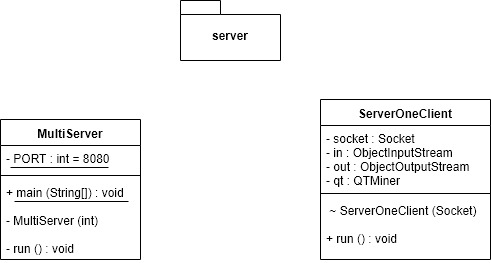 server
MultiServer
- PORT : int = 8080
+ main (String[]) : void
- MultiServer (int)
- run () : void
ServerOneClient
- socket : Socket
- in : ObjectInputStream
- out : ObjectOutputStream
- qt : QTMiner
~ ServerOneClient (Socket)
+ run () : void